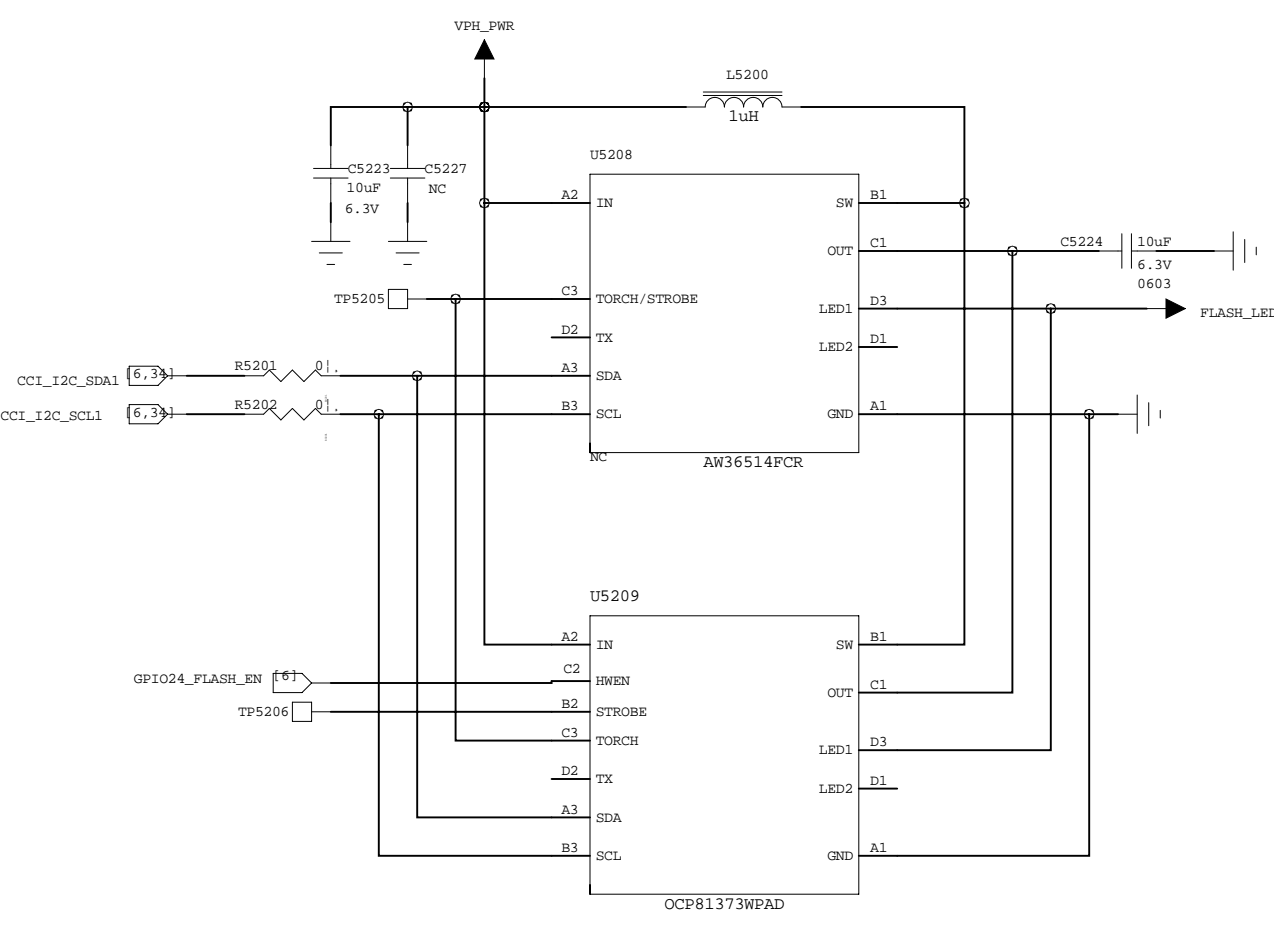 VPH_PWR
L5200
1uH
U5208
C5223
10uF
6.3V
C5227
NC
A2
IN
SW
B1
OUT
C1
C5224
10uF
6.3V
0603
TP5205
C3
TORCH/STROBE
LED1
D3
FLASH_LED
D2
TX
LED2
D1
CCI_I2C_SDA1
[6,34]
R5201
0
A3
SDA
CCI_I2C_SCL1
[6,34]
R5202
0
B3
SCL
GND
A1
NC
AW36514FCR
U5209
A2
IN
SW
B1
GPIO24_FLASH_EN
[6]
C2
HWEN
OUT
C1
TP5206
B2
STROBE
C3
TORCH
LED1
D3
D2
TX
LED2
D1
A3
SDA
B3
SCL
GND
A1
OCP81373WPAD